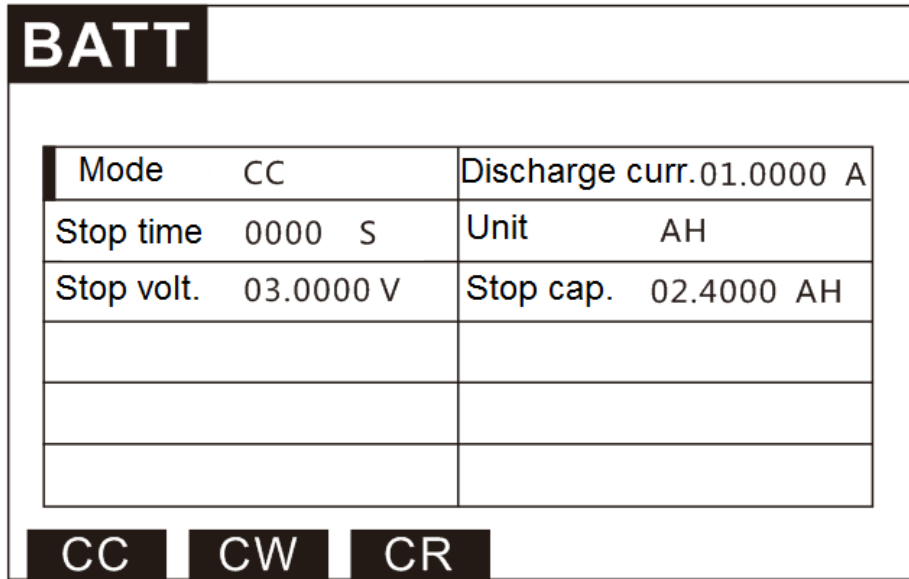 BATT
Mode CC Discharge curr. 01.0000 A
Stop time 0000 S Unit AH
Stop volt. 03.0000 V Stop cap. 02.4000 AH
CC CW CR